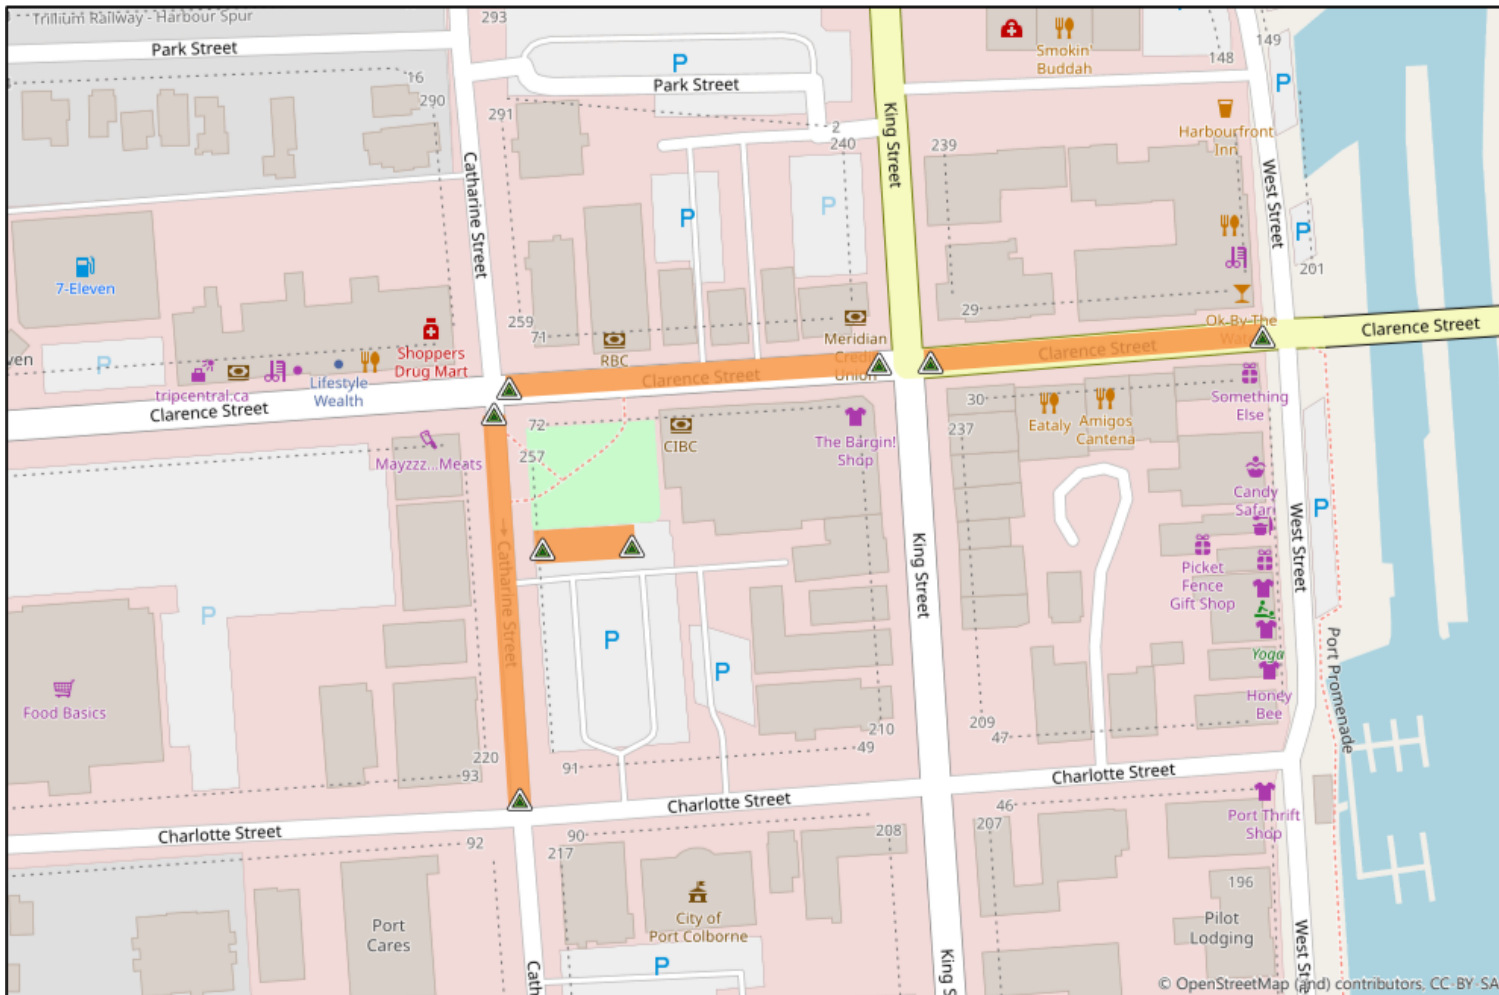 Trillium Railway - Harbour Spur
293
149
Park Street
Smokin'
Buddah
148
P
P
16
290
Park Street
291
2
240
King Street
239
Harbourfront
Inn
Catharine Street
West Street
P
P
P
201
7-Eleven
259
71
29
RBC
Meridian
Credit
Union
Ok By The
Clarence Street
Clarence Street
Clarence Street
Shoppers
Drug Mart
P
tripcentral.ca
Lifestyle
Wealth
Clarence Street
Something
Else
30
Eataly
Amigos
Cantena
237
72
257
CIBC
The Bargin!
Shop
Mayzzz...Meats
Candy
Safari
P
West Street
→ Catharine Street
King Street
Picket
Fence
Gift Shop
P
P
P
Yoga
Port Promenade
Food Basics
Honey
Bee
209
47
210
49
220
93
91
Charlotte Street
Charlotte Street
Charlotte Street
46
207
Port Thrift
Shop
92
90
217
208
196
Port
Cares
City of
Port Colborne
Pilot
Lodging
P
Cath
King S
West Stre
© OpenStreetMap (and) contributors, CC-BY-SA